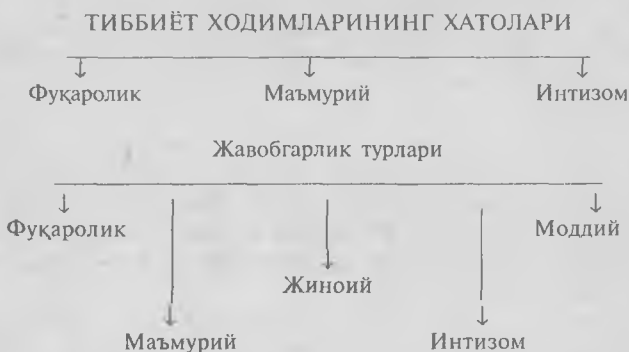 ТИББИЁТ ХОДИМЛАРИНИНГ ХАТОЛАРИ
Фуқаролик Маъмурий Интизом
Жавобгарлик турлари
Фуқаролик Моддий
Жиноий
Маъмурий Интизом